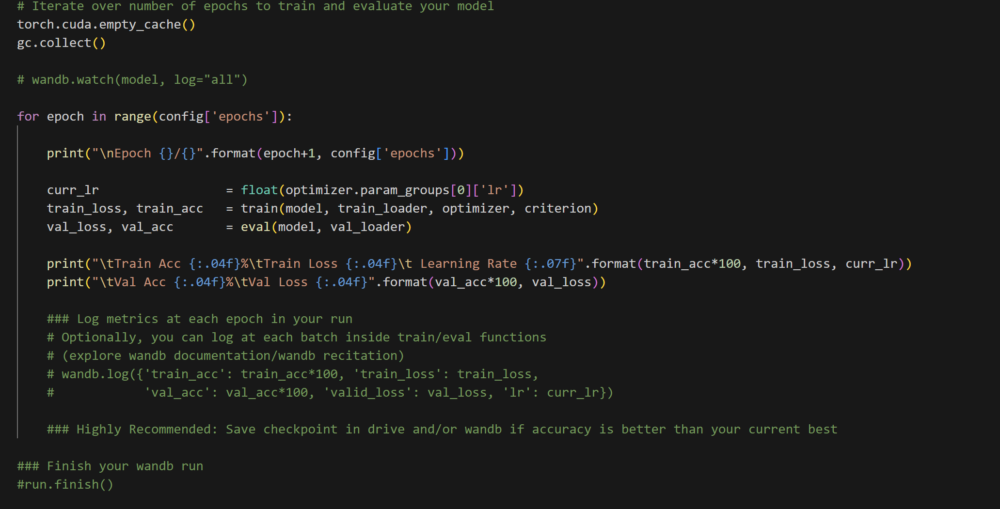 # Iterate over number of epochs to train and evaluate your model
torch.cuda.empty_cache()
gc.collect()
# wandb.watch(model, log="all")
for epoch in range(config['epochs']):
print("\nEpoch {}/{}".format(epoch+1, config['epochs']))
curr_lr                 = float(optimizer.param_groups[0]['lr'])
train_loss, train_acc   = train(model, train_loader, optimizer, criterion)
val_loss, val_acc       = eval(model, val_loader)
print("\tTrain Acc {:.04f}%\tTrain Loss {:.04f}\t Learning Rate {:.07f}".format(train_acc*100, train_loss, curr_lr))
print("\tVal Acc {:.04f}%\tVal Loss {:.04f}".format(val_acc*100, val_loss))
### Log metrics at each epoch in your run
# Optionally, you can log at each batch inside train/eval functions
# (explore wandb documentation/wandb recitation)
# wandb.log({'train_acc': train_acc*100, 'train_loss': train_loss,
#            'val_acc': val_acc*100, 'valid_loss': val_loss, 'lr': curr_lr})
### Highly Recommended: Save checkpoint in drive and/or wandb if accuracy is better than your current best
### Finish your wandb run
#run.finish()